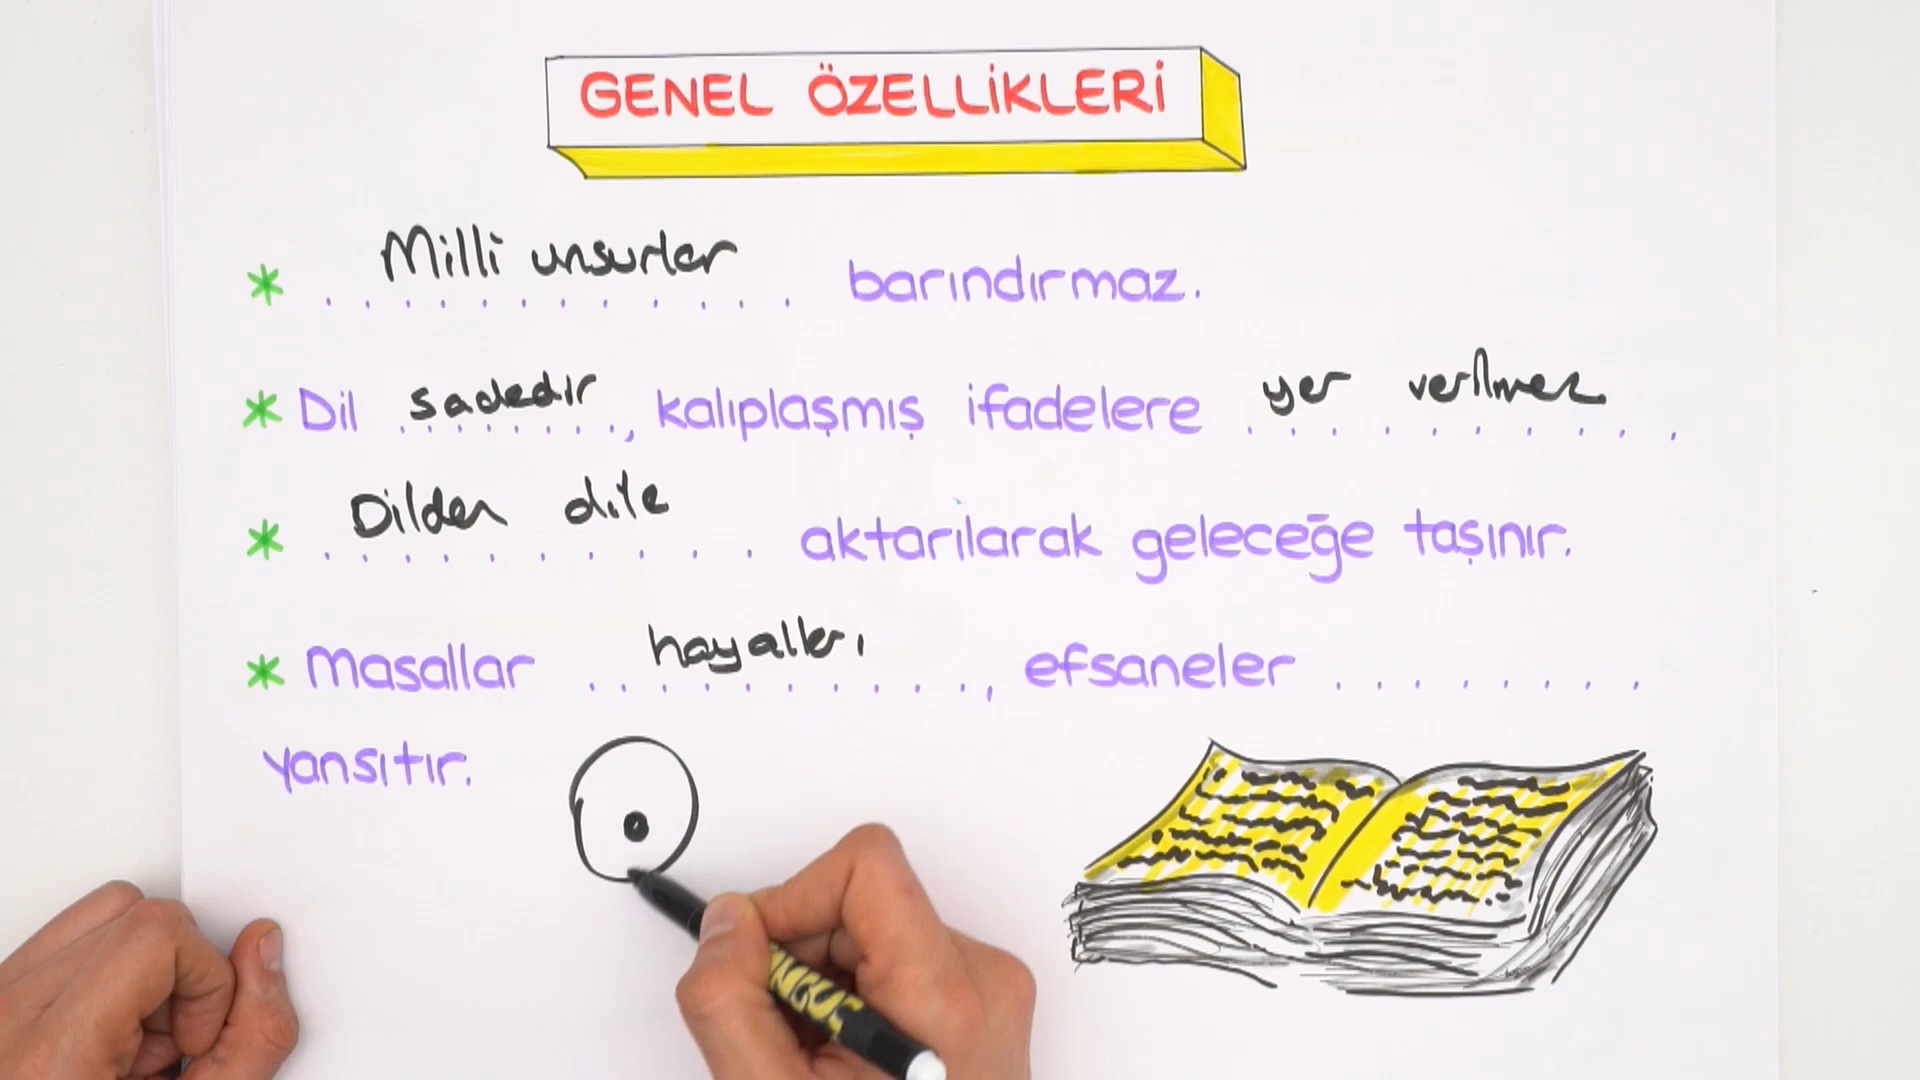 GENEL ÖZELLİKLERİ
* Milli unsurlar barındırmaz.
* Dil sadedir, kalıplaşmış ifadelere yer verilmez
* Dilden dile aktarılarak geleceğe taşınır.
* Masallar hayalleri, efsaneler ........
yansıtır.